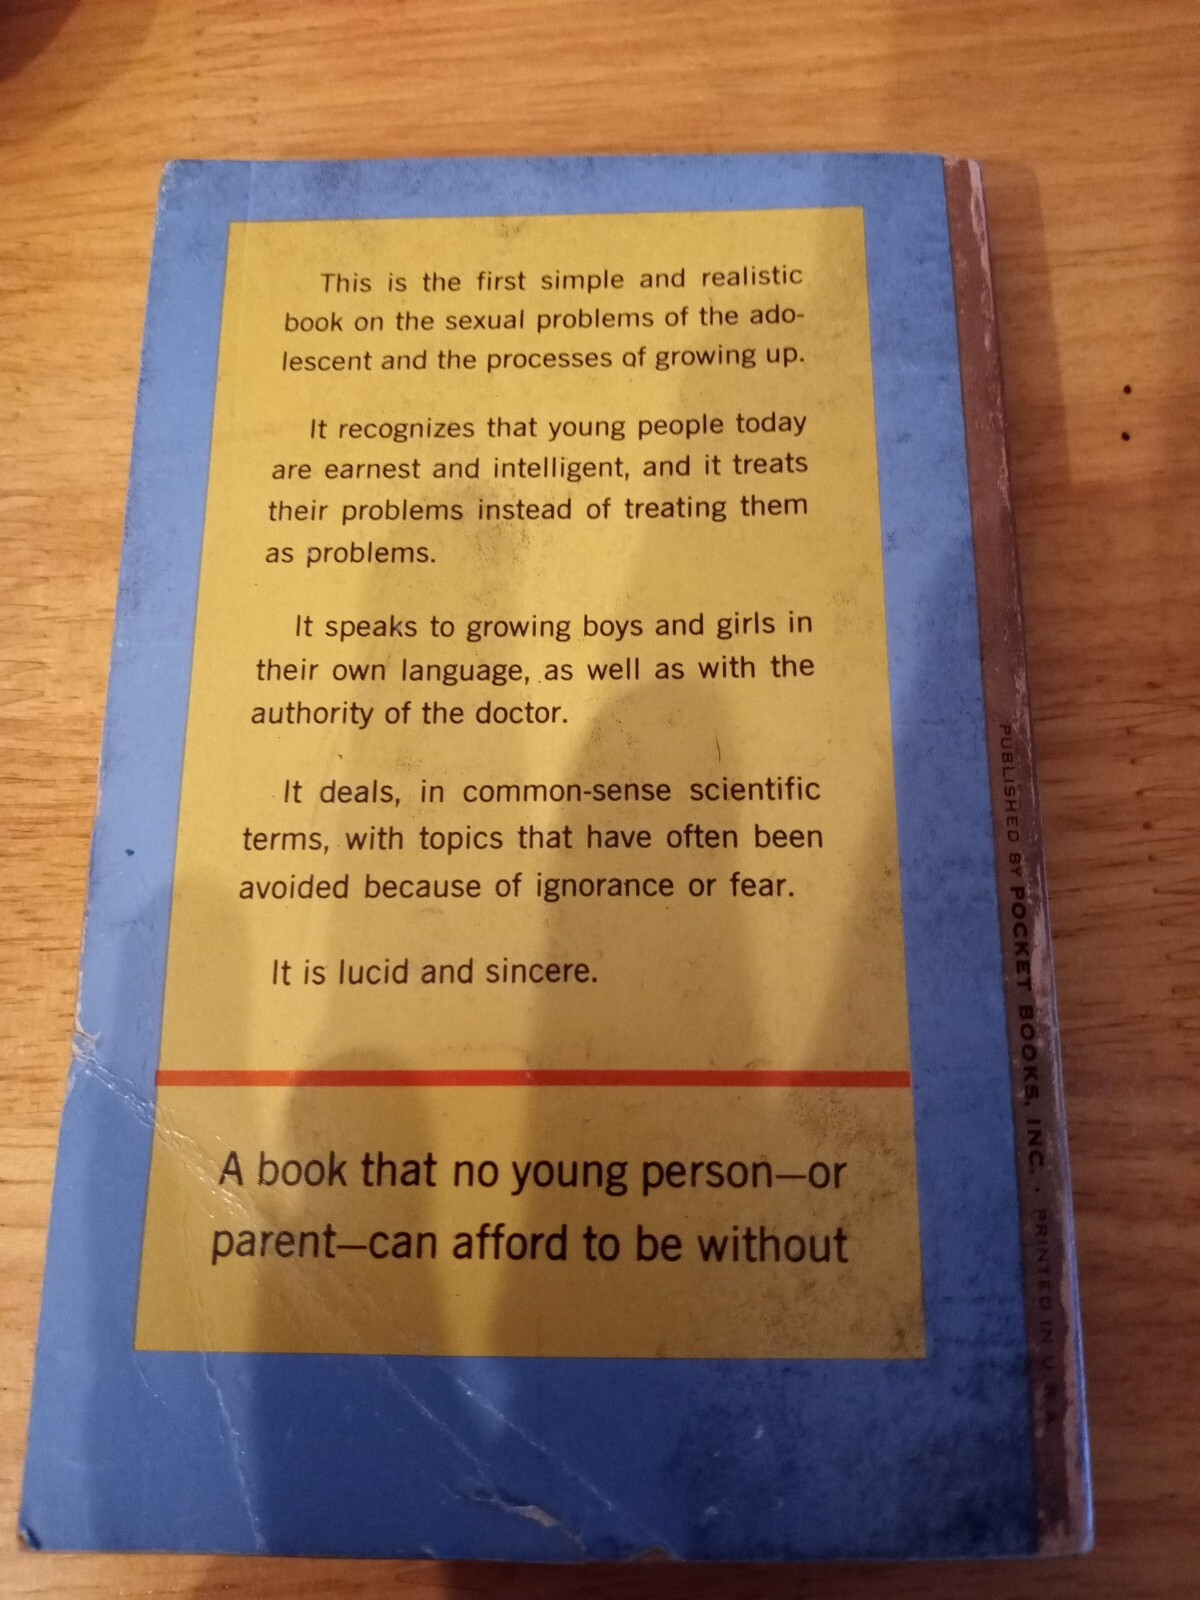 This is the first simple and realistic
book on the sexual problems of the ado-
lescent and the processes of growing up.
It recognizes that young people today
are earnest and intelligent, and it treats
their problems instead of treating them
as problems.
It speaks to growing boys and girls in
their own language, as well as with the
authority of the doctor.
It deals, in common-sense scientific
terms, with topics that have often been
avoided because of ignorance or fear.
It is lucid and sincere.
A book that no young person—or
parent—can afford to be without
PUBLISHED BY POCKET BOOKS, INC. · PRINTED IN U.S.A.